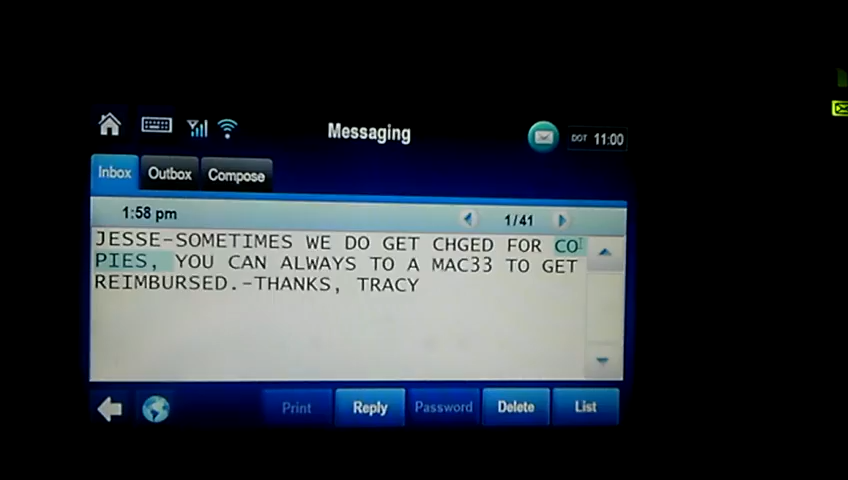 Messaging
DOT 11:00
Inbox Outbox Compose
1:58 pm 1/41
JESSE-SOMETIMES WE DO GET CHGED FOR CO
PIES, YOU CAN ALWAYS TO A MAC33 TO GET
REIMBURSED.-THANKS, TRACY
Print Reply Password Delete List